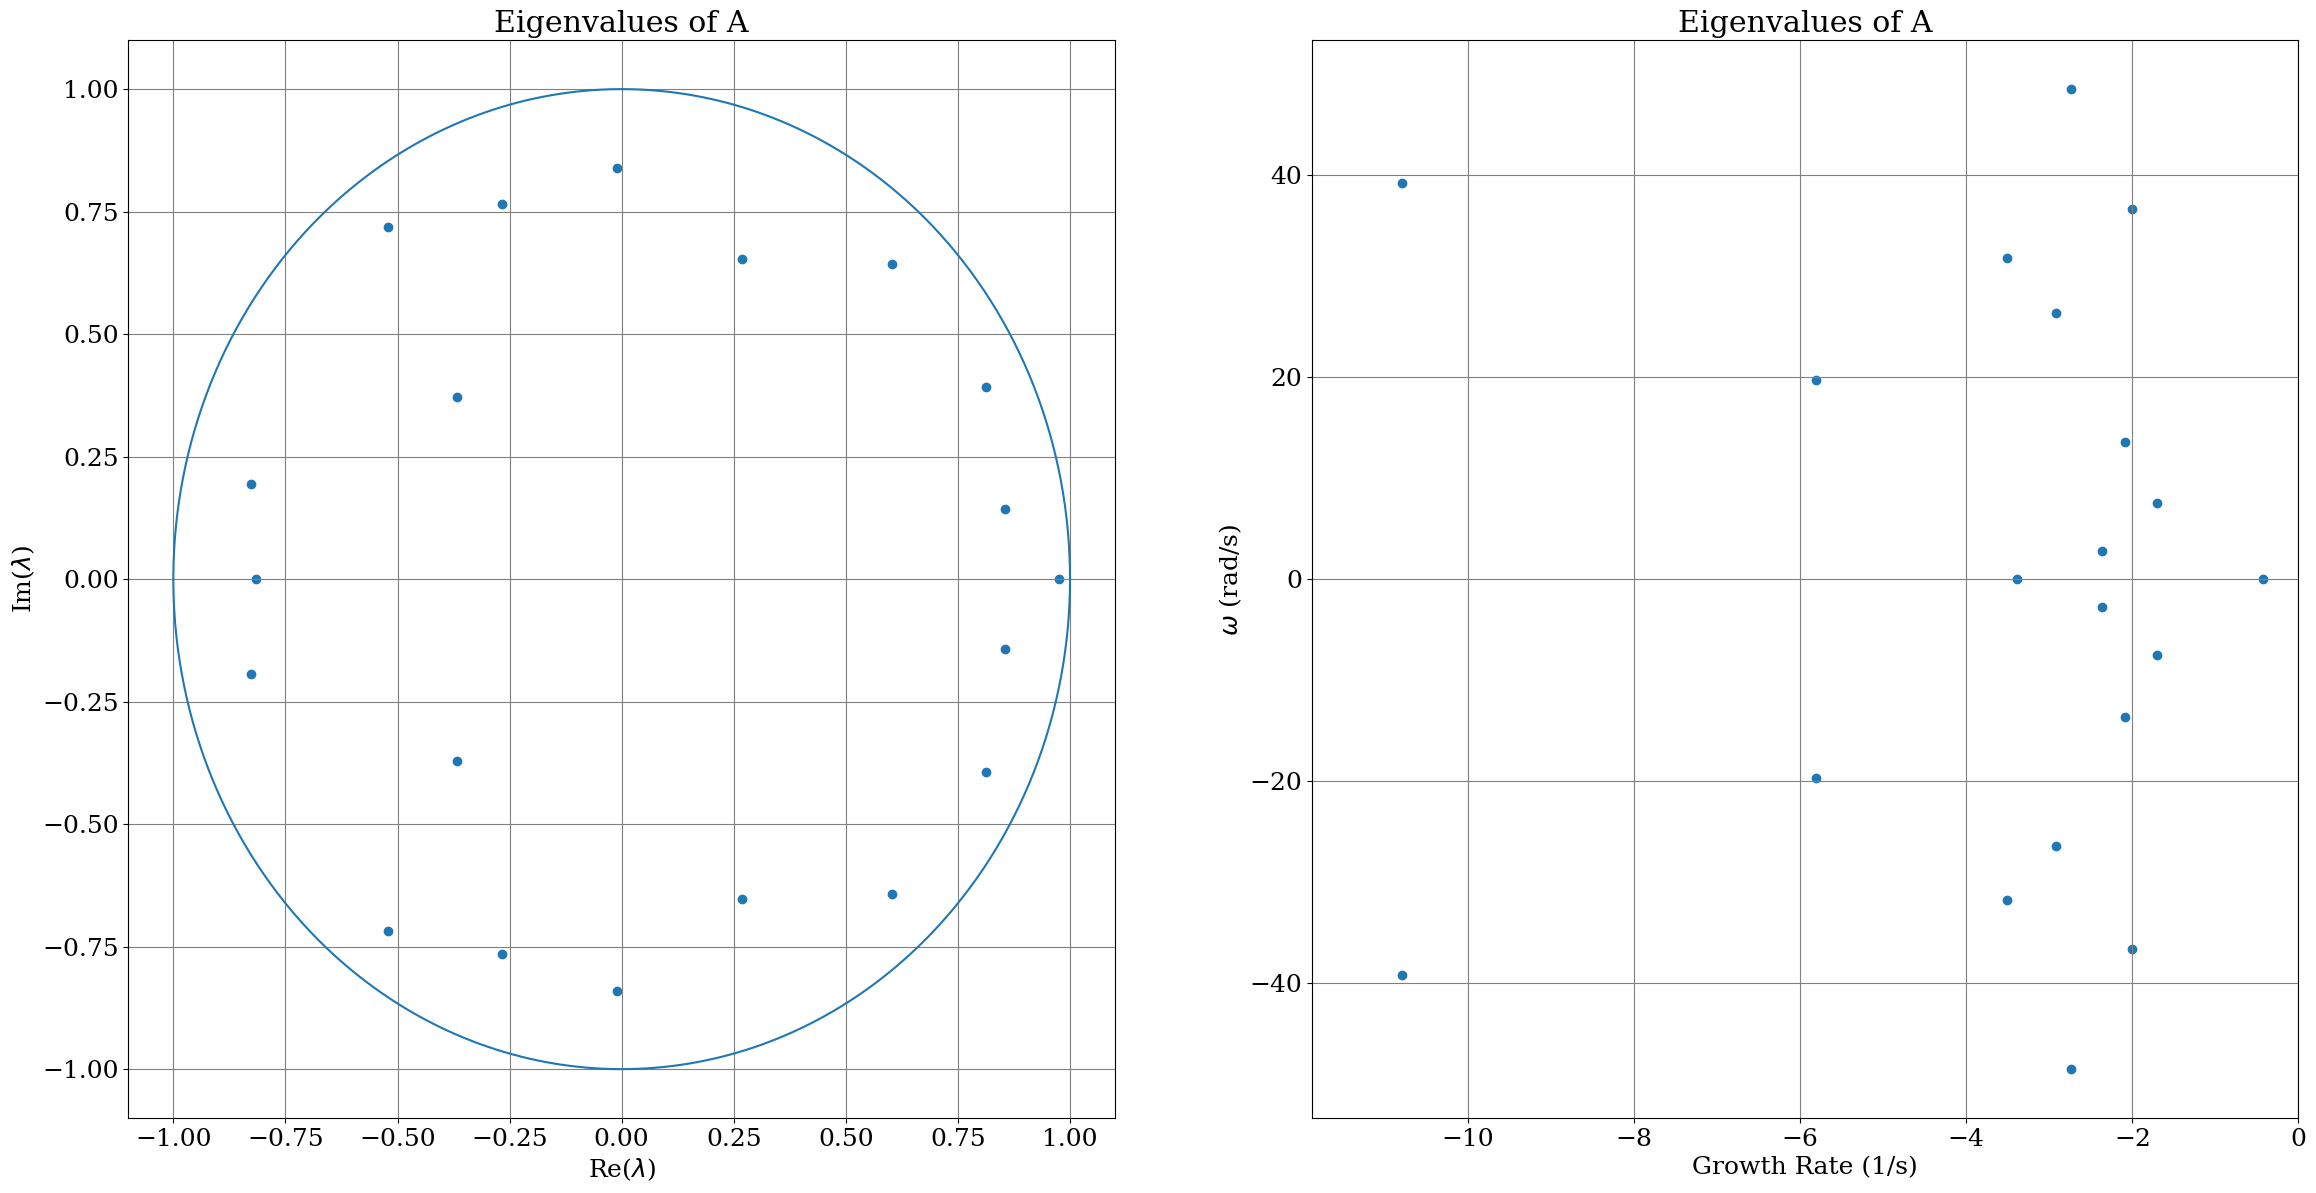 Eigenvalues of A
1.00
0.75
0.50
0.25
0.00
−0.25
−0.50
−0.75
−1.00
Im(λ)
−1.00 −0.75 −0.50 −0.25 0.00 0.25 0.50 0.75 1.00
Re(λ)
Eigenvalues of A
40
20
0
−20
−40
ω (rad/s)
−10 −8 −6 −4 −2 0
Growth Rate (1/s)